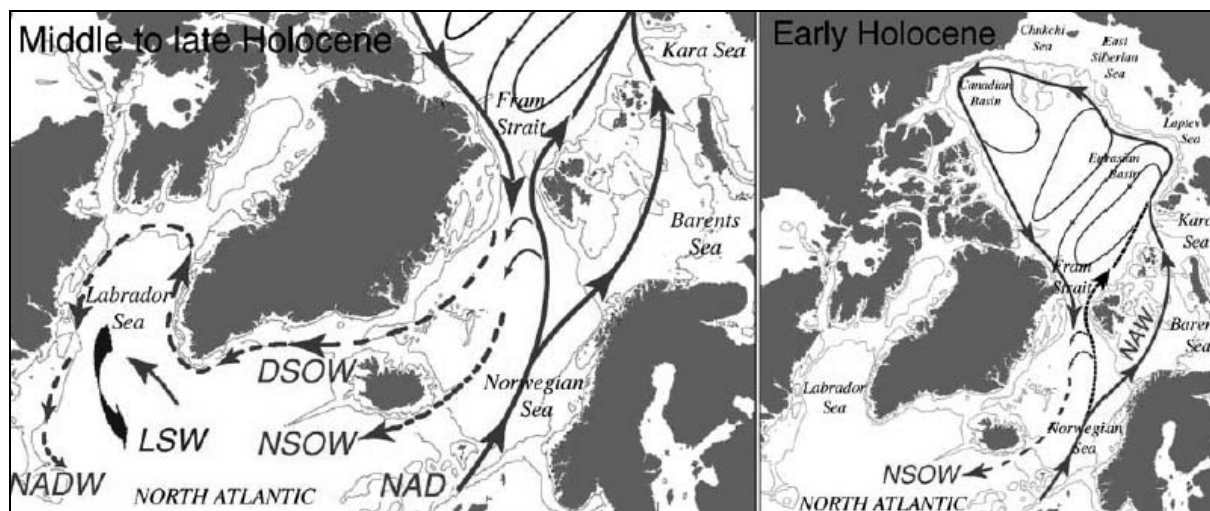 Middle to late Holocene
Kara Sea
Fram
Strait
Barents
Sea
Labrador
Sea
DSOW
Norwegian
Sea
LSW
NSOW
NADW
NAD
NORTH ATLANTIC
Early Holocene
Chukchi
Sea
East
Siberian
Sea
Canadian
Basin
Laptev
Sea
Eurasian
Basin
Kara
Sea
Fram
Strait
NAW
Barents
Sea
Labrador
Sea
Norwegian
Sea
NSOW
NORTH ATLANTIC